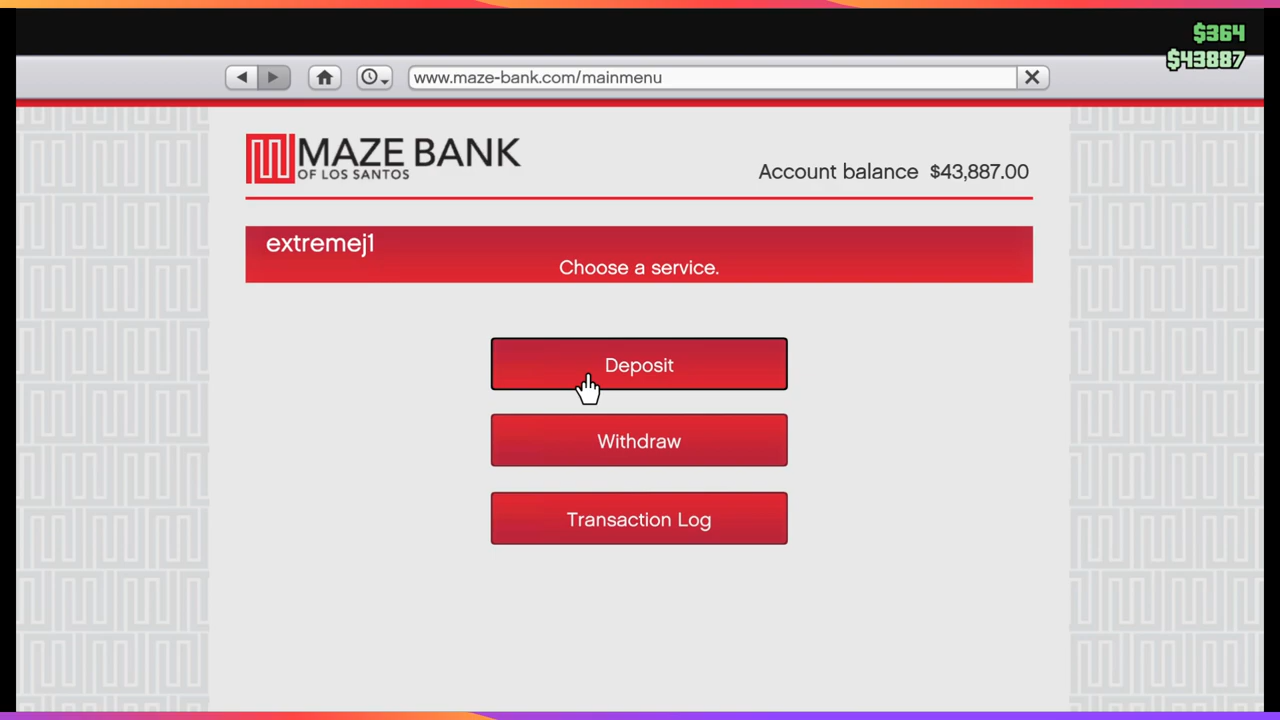 $364
$43887
www.maze-bank.com/mainmenu
MAZE BANK
OF LOS SANTOS
Account balance $43,887.00
extremej1
Choose a service.
Deposit
Withdraw
Transaction Log